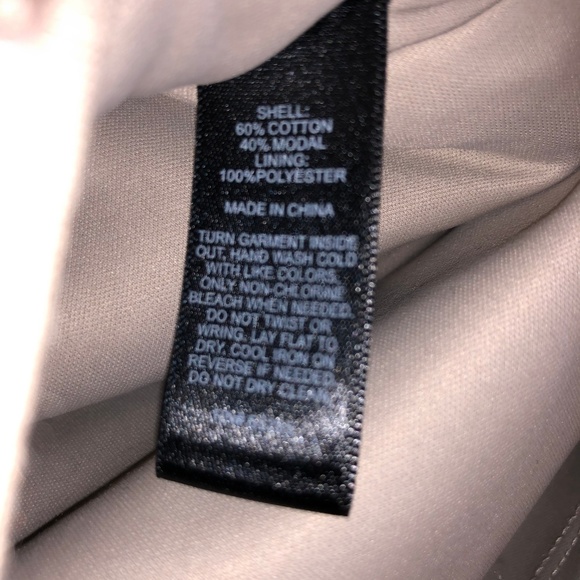 SHELL:
60% COTTON
40% MODAL
LINING:
100%POLYESTER
MADE IN CHINA
TURN GARMENT INSIDE
OUT, HAND WASH COLD
WITH LIKE COLORS.
ONLY NON-CHLORINE
BLEACH WHEN NEEDED.
DO NOT TWIST OR
WRING. LAY FLAT TO
DRY. COOL IRON ON
REVERSE IF NEEDED.
DO NOT DRY CLEAN.